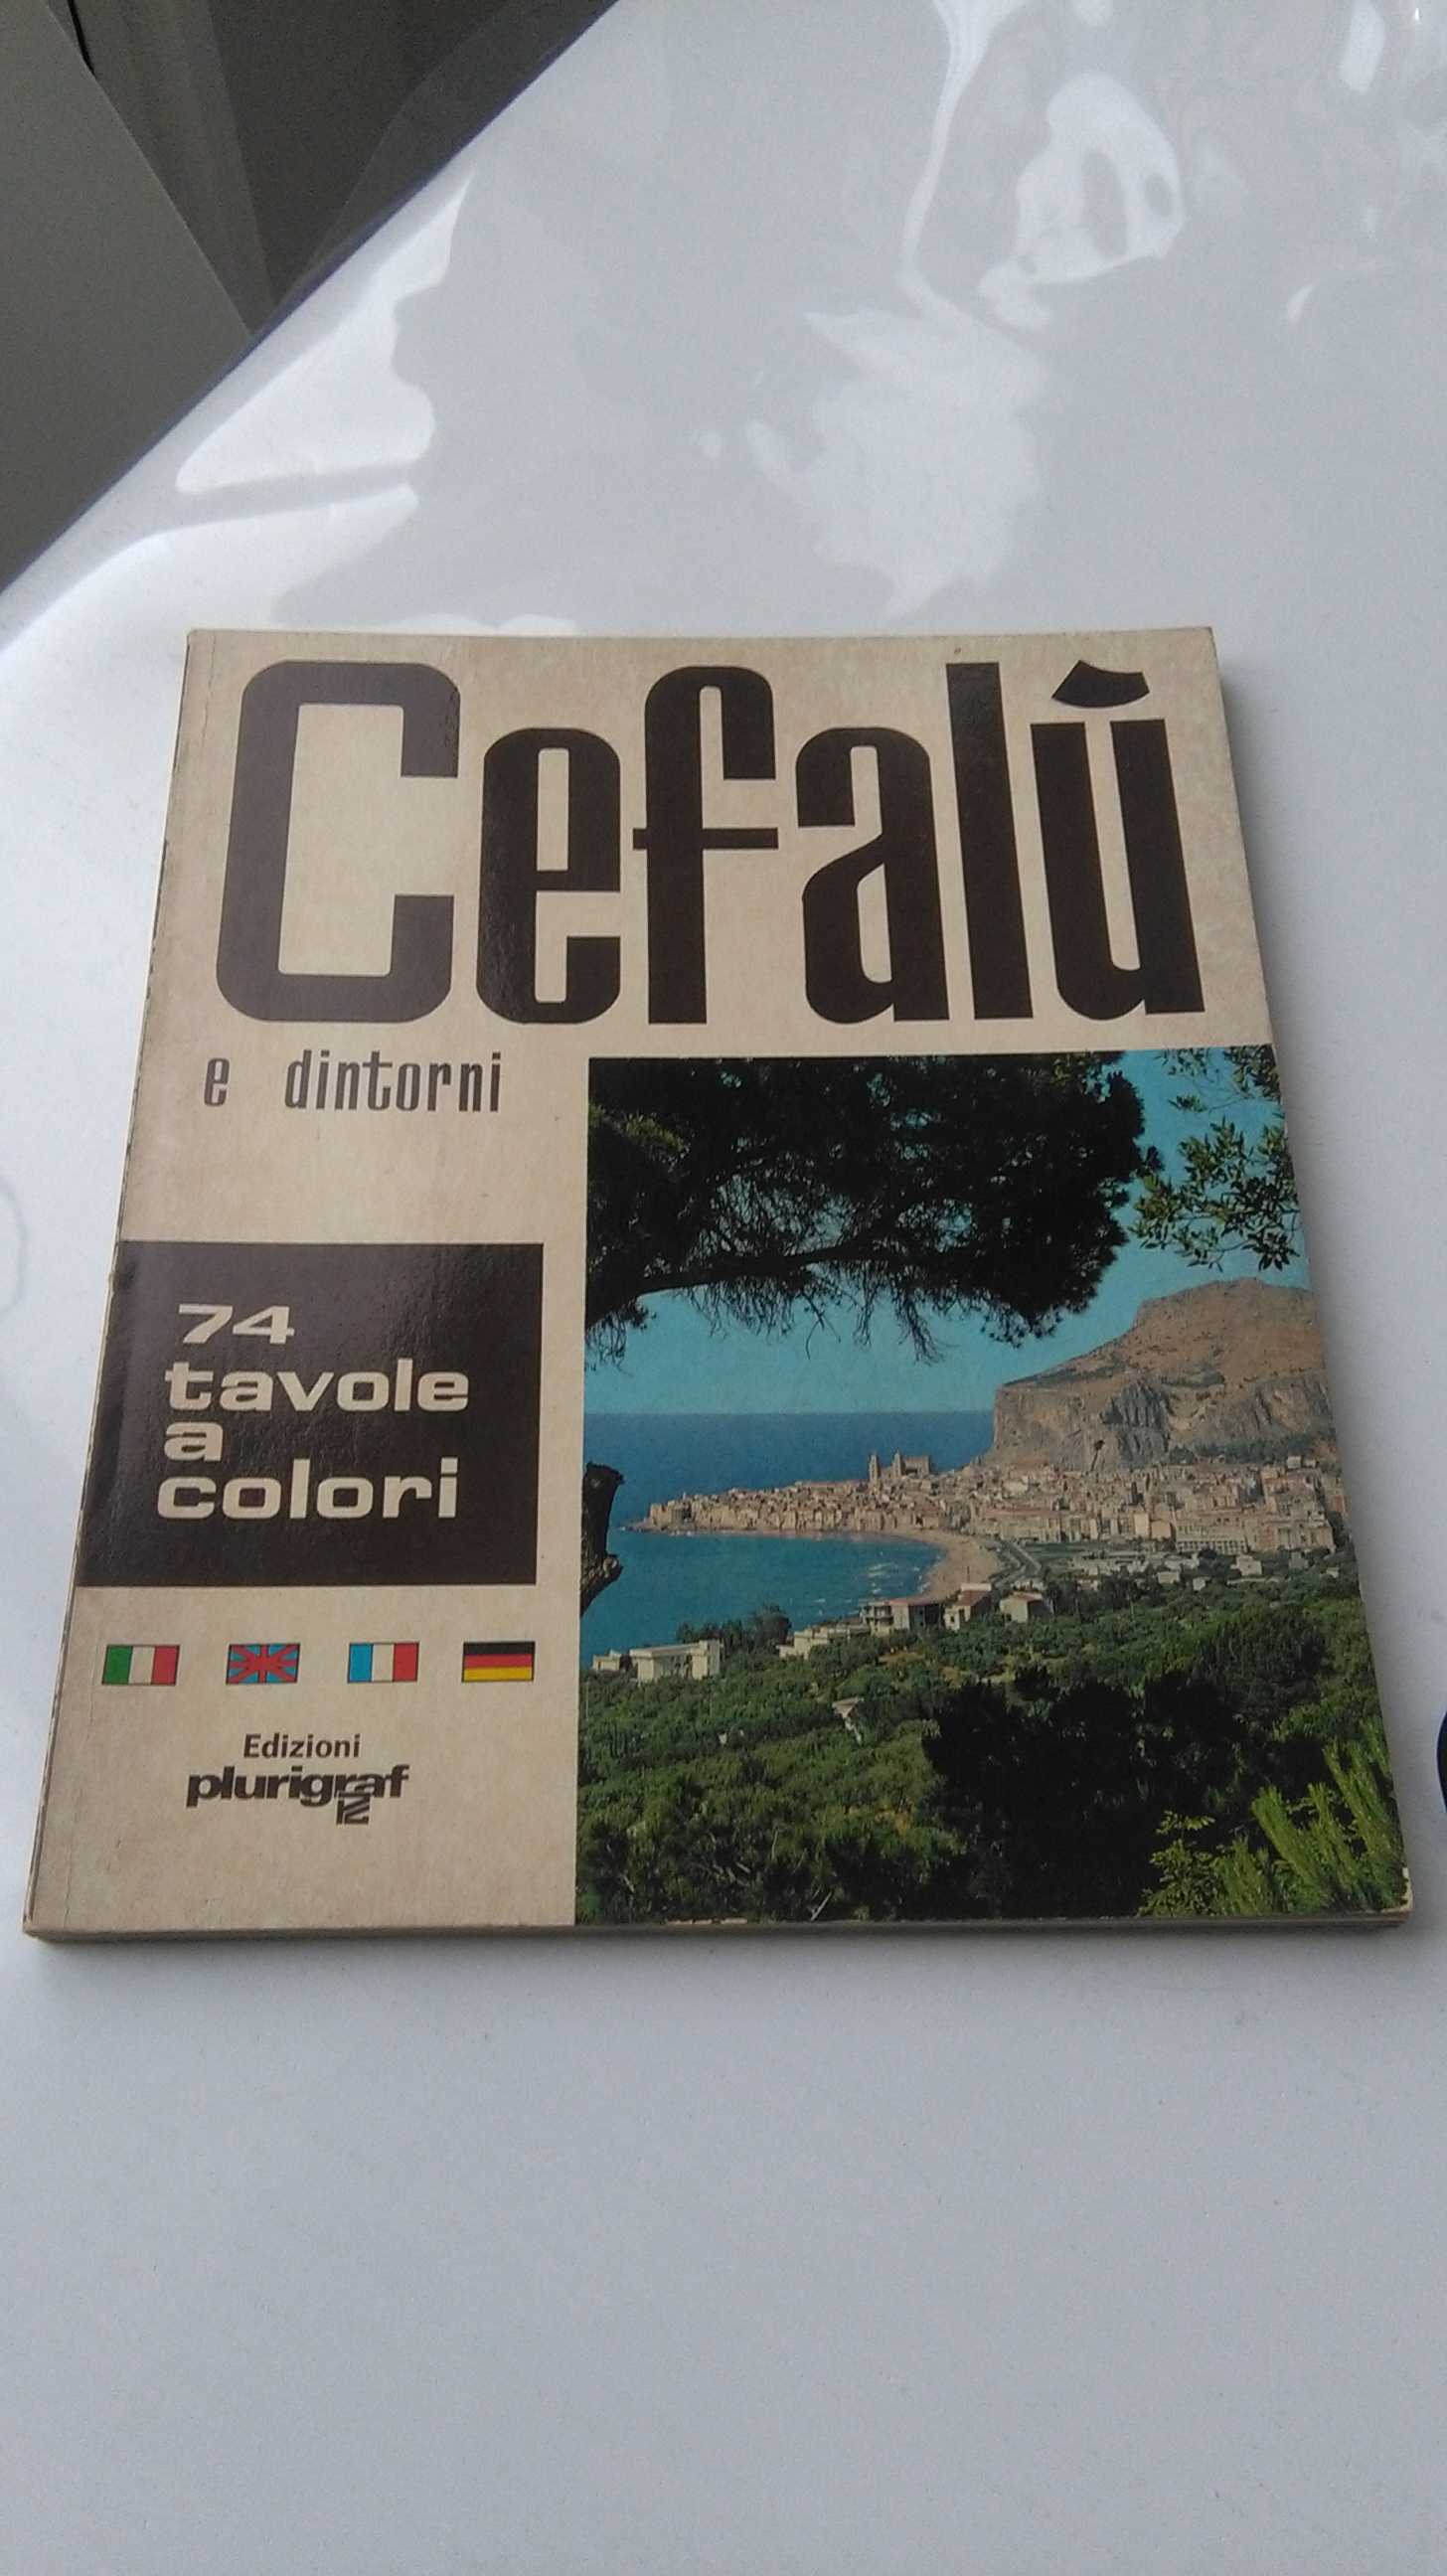 Cefalù
e dintorni
74
tavole
a
colori
Edizioni
plurigraf